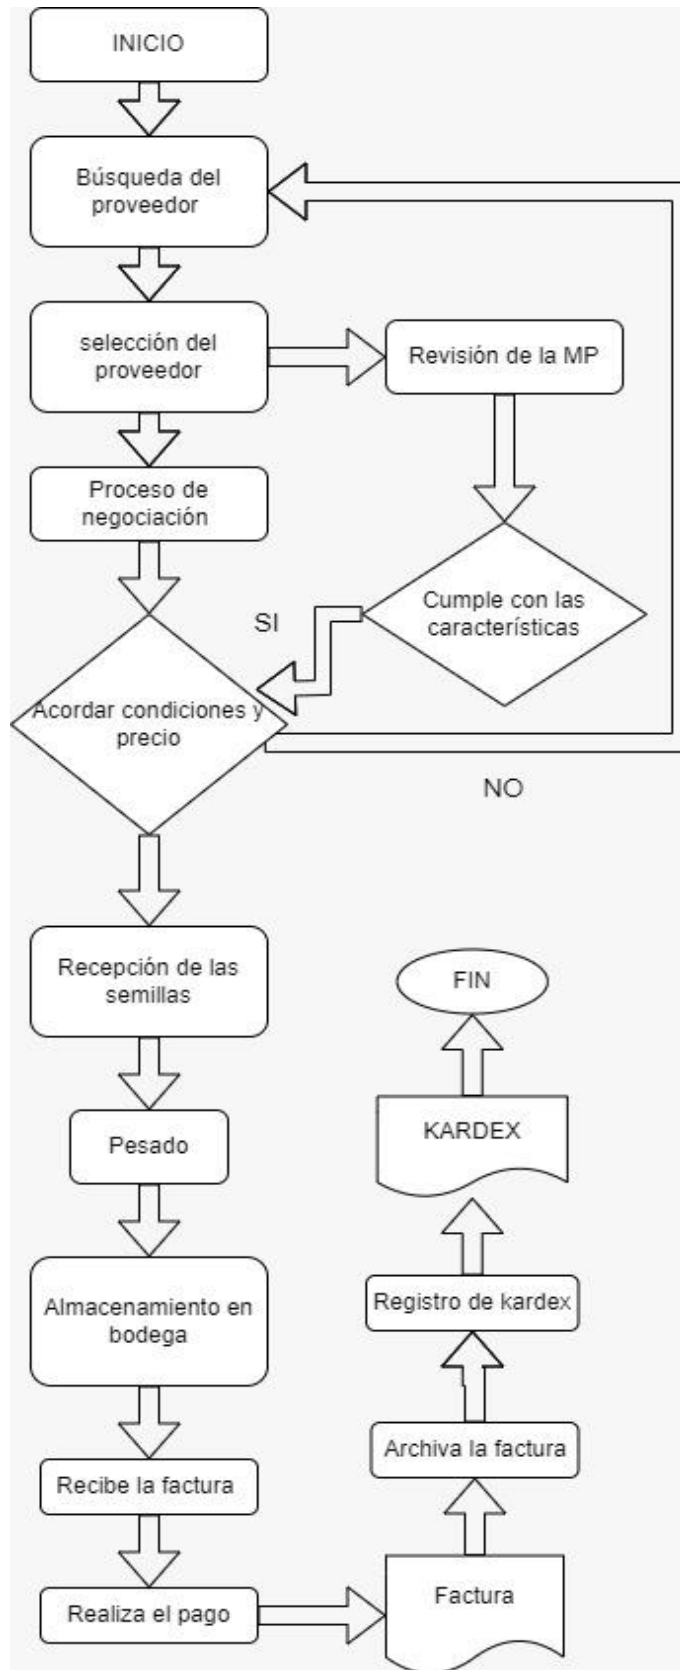 INICIO
Búsqueda del
proveedor
selección del
proveedor
Revisión de la MP
Proceso de
negociación
Cumple con las
características
SI
Acordar condiciones y
precio
NO
Recepción de las
semillas
Pesado
Almacenamiento en
bodega
Recibe la factura
Realiza el pago
Factura
Archiva la factura
Registro de kardex
KARDEX
FIN